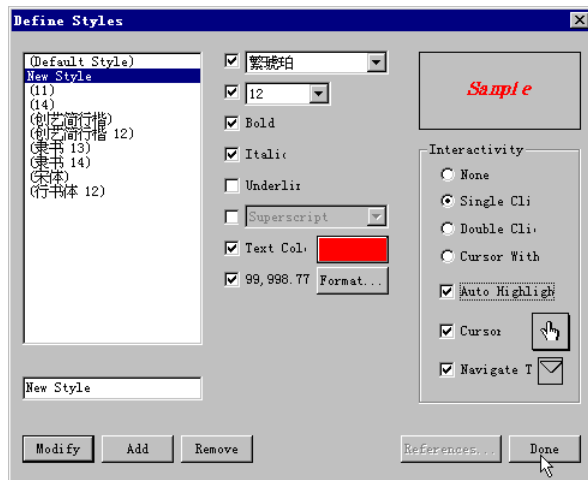 Define Styles
(Default Style)
New Style
(11)
(14)
(创艺简行楷)
(创艺简行楷 12)
(隶书 13)
(隶书 14)
(宋体)
(行书体 12)
New Style
繁琥珀
12
Bold
Italic
Underlin
Superscript
Text Col
99,998.77 Format...
Sample
Interactivity
None
Single Cli
Double Clic
Cursor With
Auto Highligh
Cursor
Navigate T
Modify Add Remove References... Done